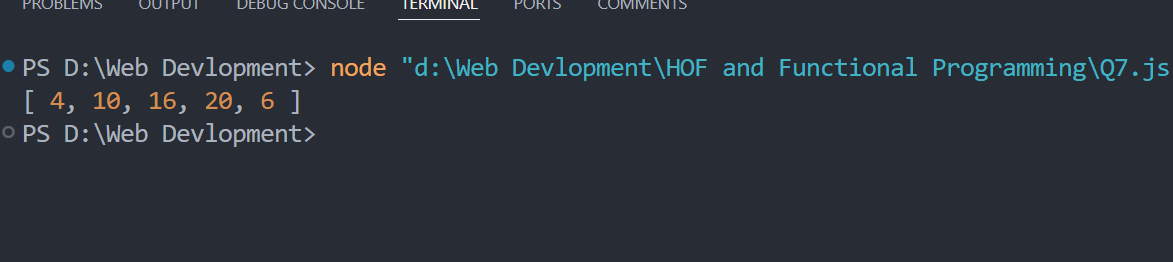 PROBLEMS OUTPUT DEBUG CONSOLE TERMINAL PORTS COMMENTS
PS D:\Web Devlopment> node "d:\Web Devlopment\HOF and Functional Programming\Q7.js
[ 4, 10, 16, 20, 6 ]
PS D:\Web Devlopment>